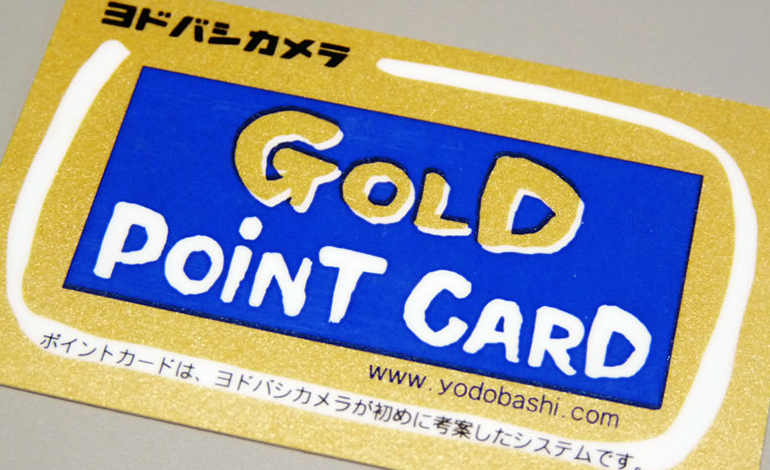 ヨドバシカメラ
GOLD
POiNT CARD
www.yodobashi.com
ポイントカードは、ヨドバシカメラが初めに考案したシステムです。